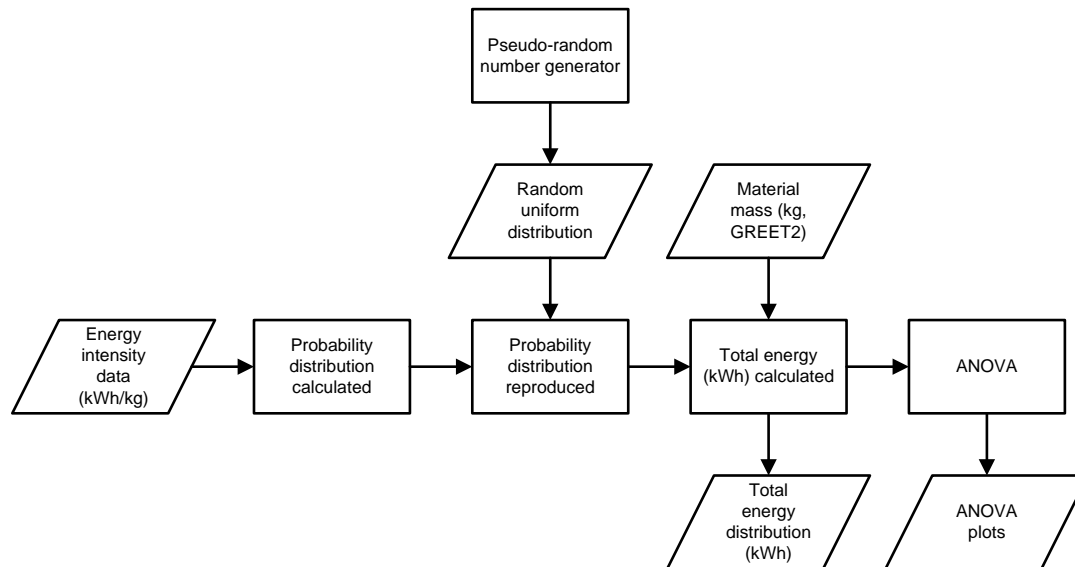 Pseudo-random
number generator
Random
uniform
distribution
Material
mass (kg,
GREET2)
Energy
intensity
data
(kWh/kg)
Probability
distribution
calculated
Probability
distribution
reproduced
Total energy
(kWh) calculated
ANOVA
Total
energy
distribution
(kWh)
ANOVA
plots